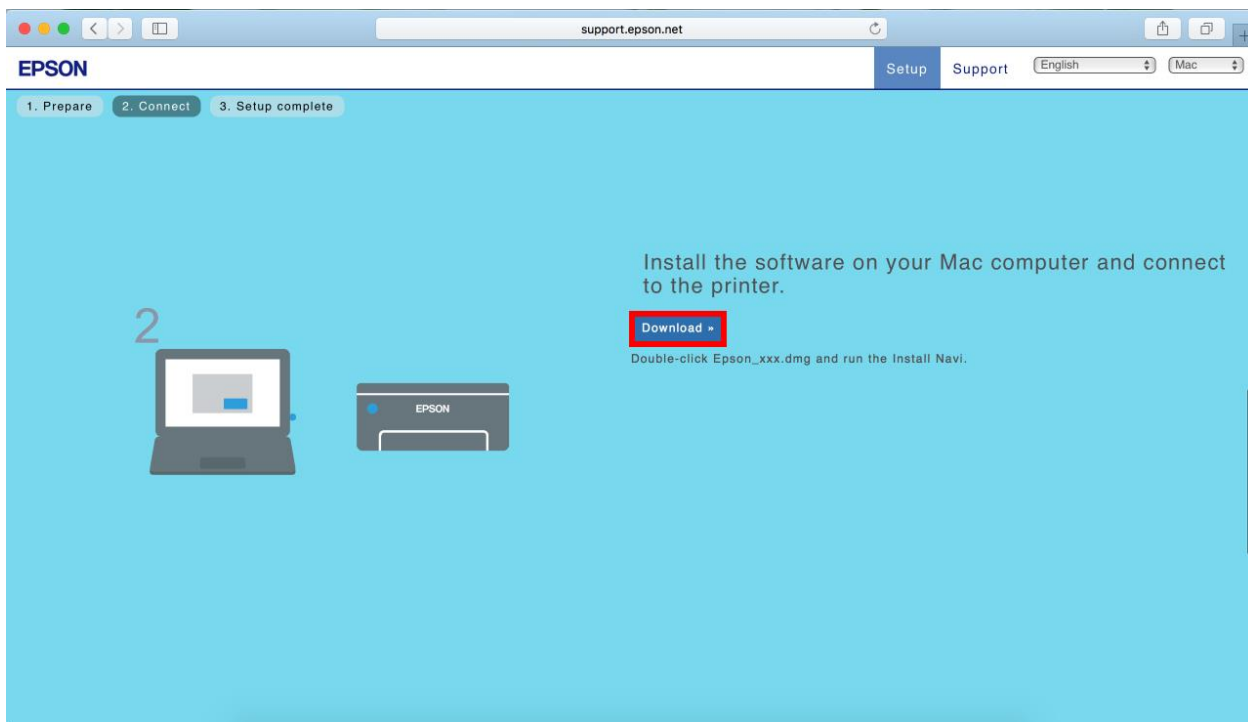 support.epson.net
EPSON
Setup
Support
English
Mac
1. Prepare
2. Connect
3. Setup complete
Install the software on your Mac computer and connect
to the printer.
Download »
Double-click Epson_xxx.dmg and run the Install Navi.
2
EPSON